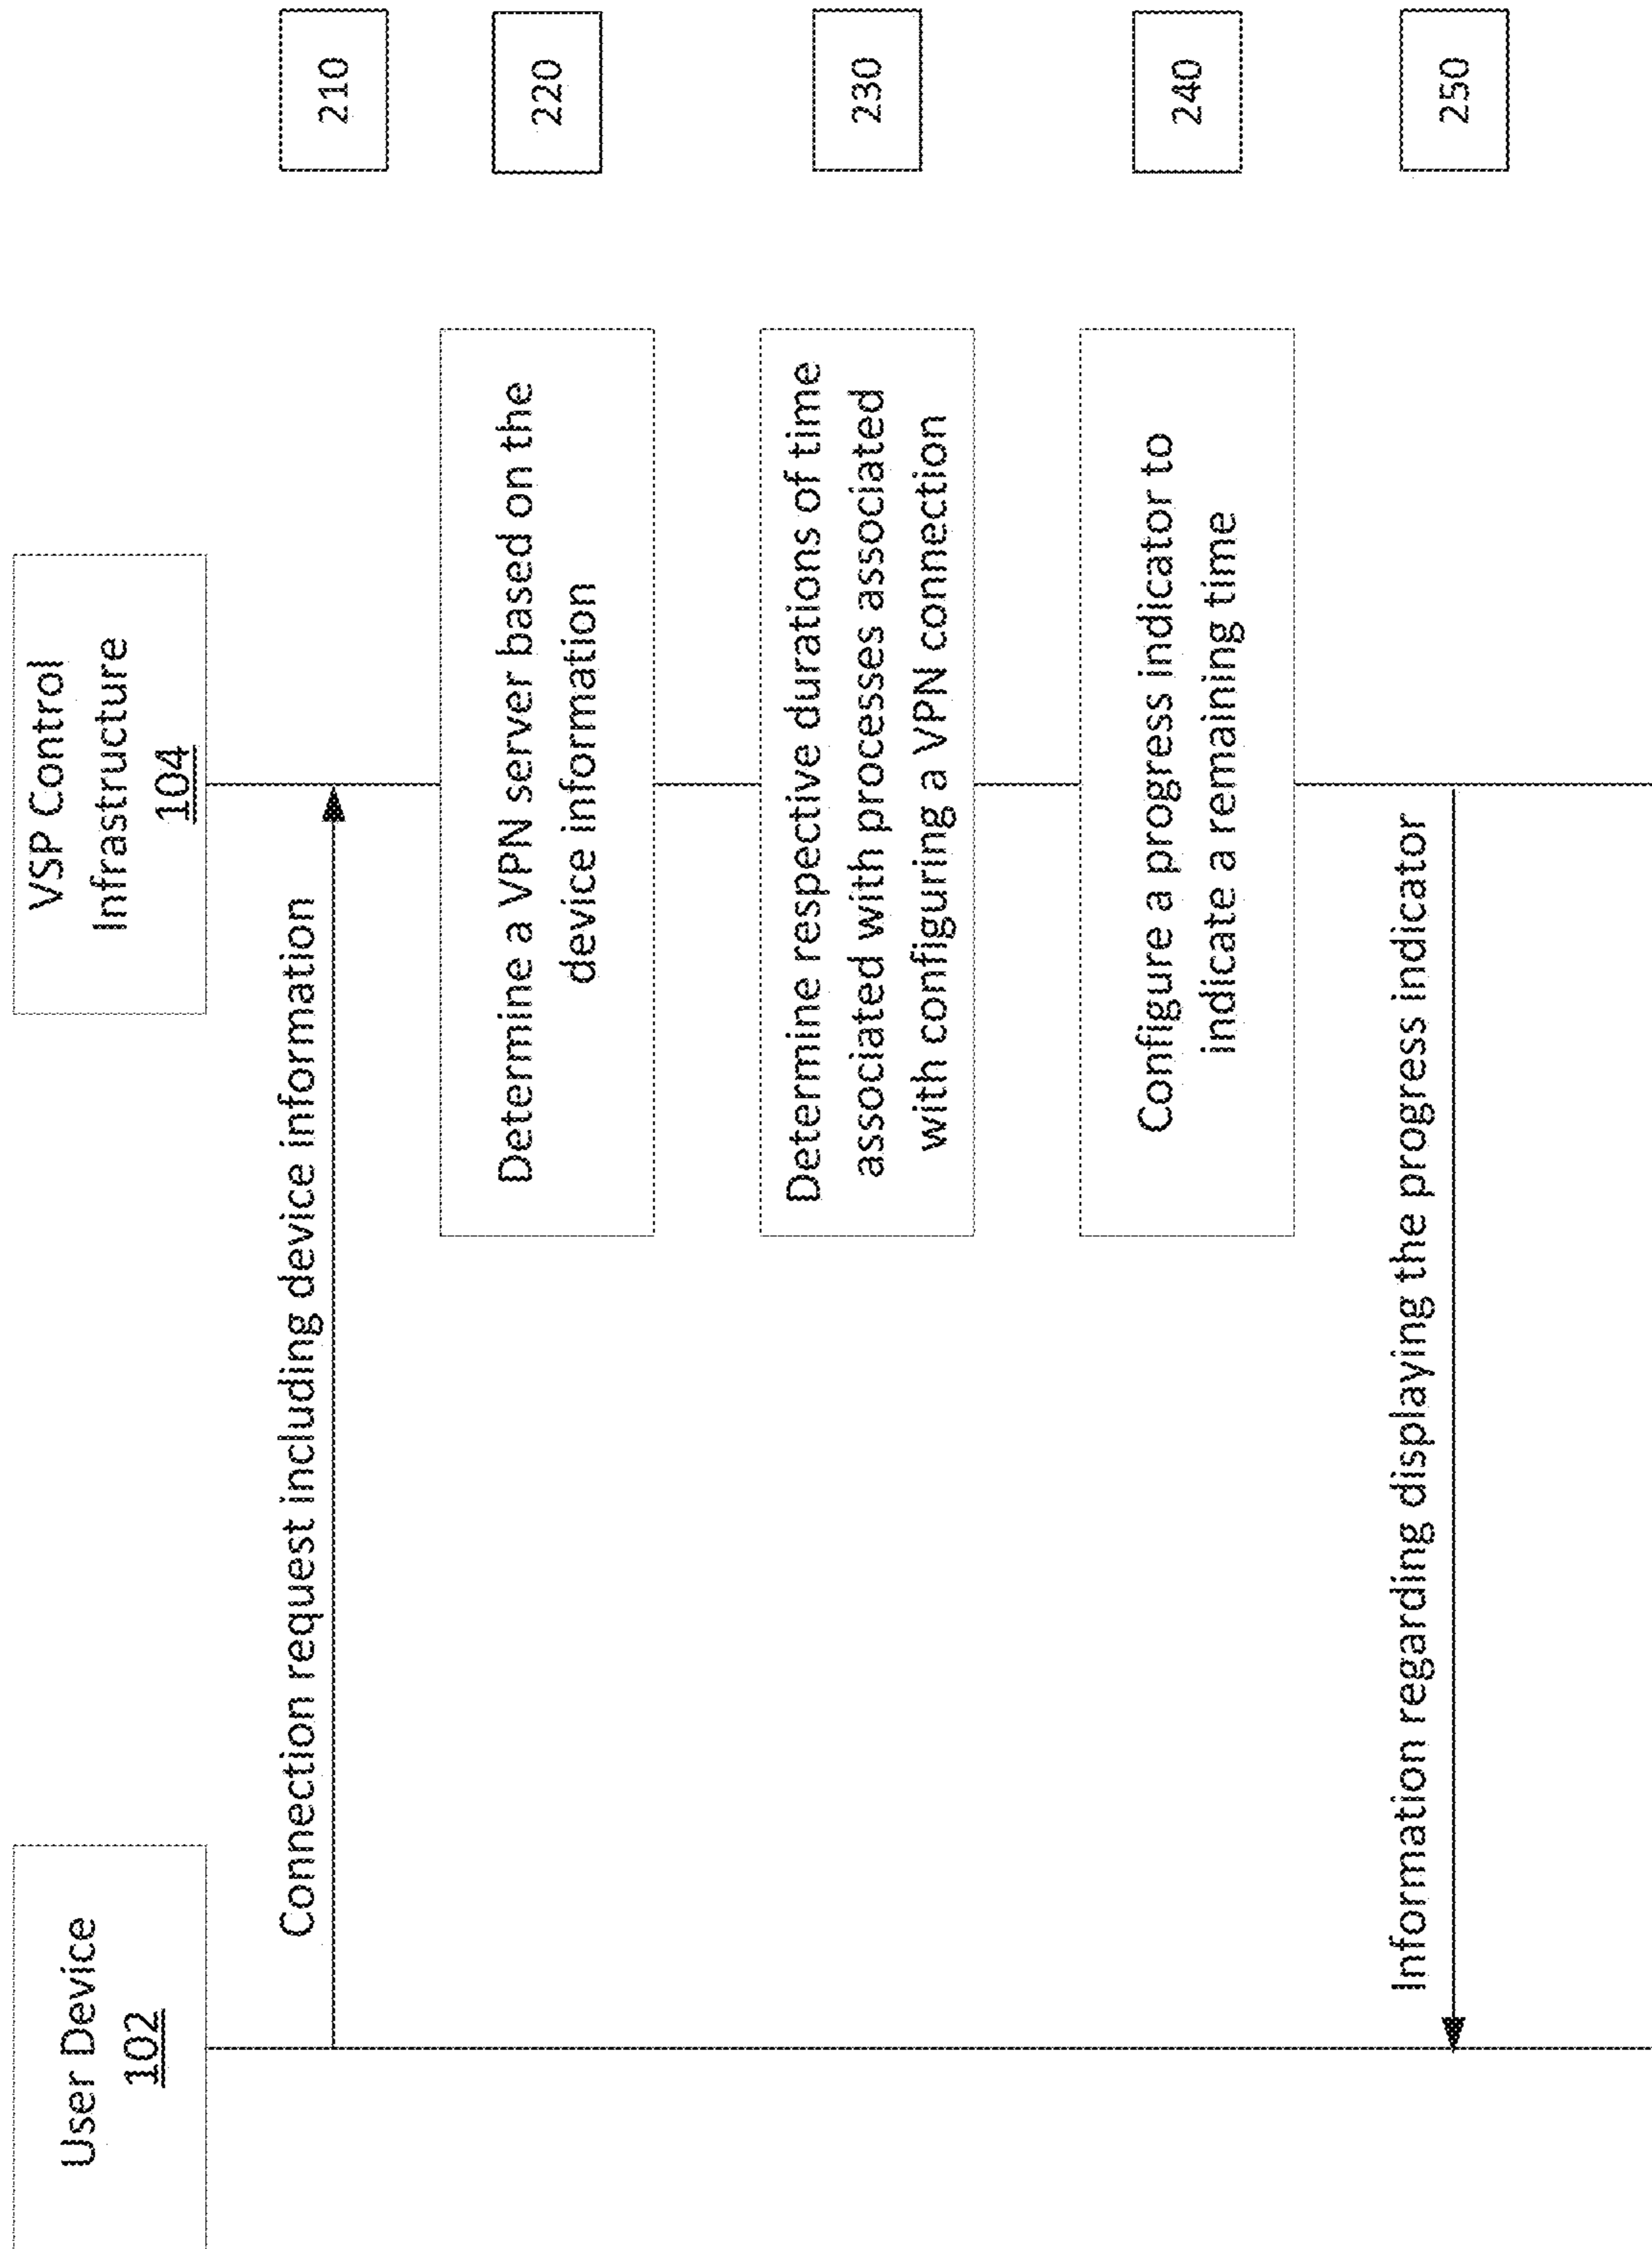 User Device
102
VSP Control
Infrastructure
104
Connection request including device information
210
Determine a VPN server based on the
device information
220
Determine respective durations of time
associated with processes associated
with configuring a VPN connection
230
Configure a progress indicator to
indicate a remaining time
240
Information regarding displaying the progress indicator
250